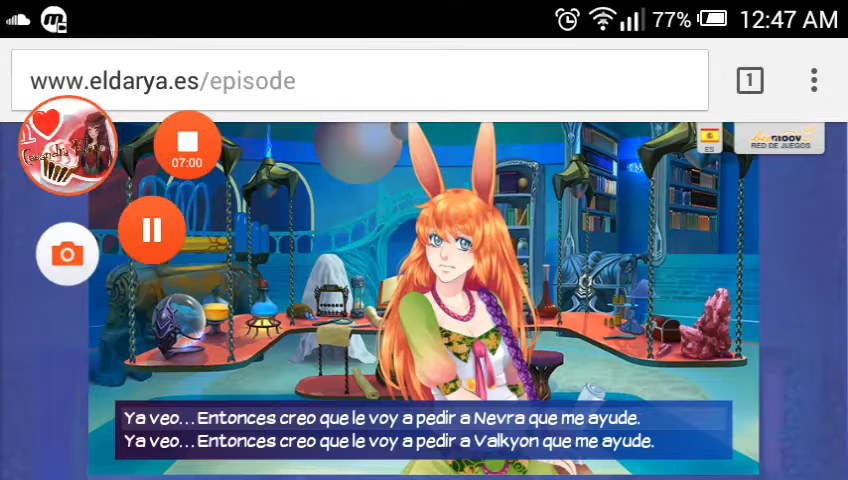 77% 12:47 AM
www.eldarya.es/episode
1
I
Cassandra
07:00
ES
beemoov
RED DE JUEGOS
Ya veo...Entonces creo que le voy a pedir a Nevra que me ayude.
Ya veo...Entonces creo que le voy a pedir a Valkyon que me ayude.